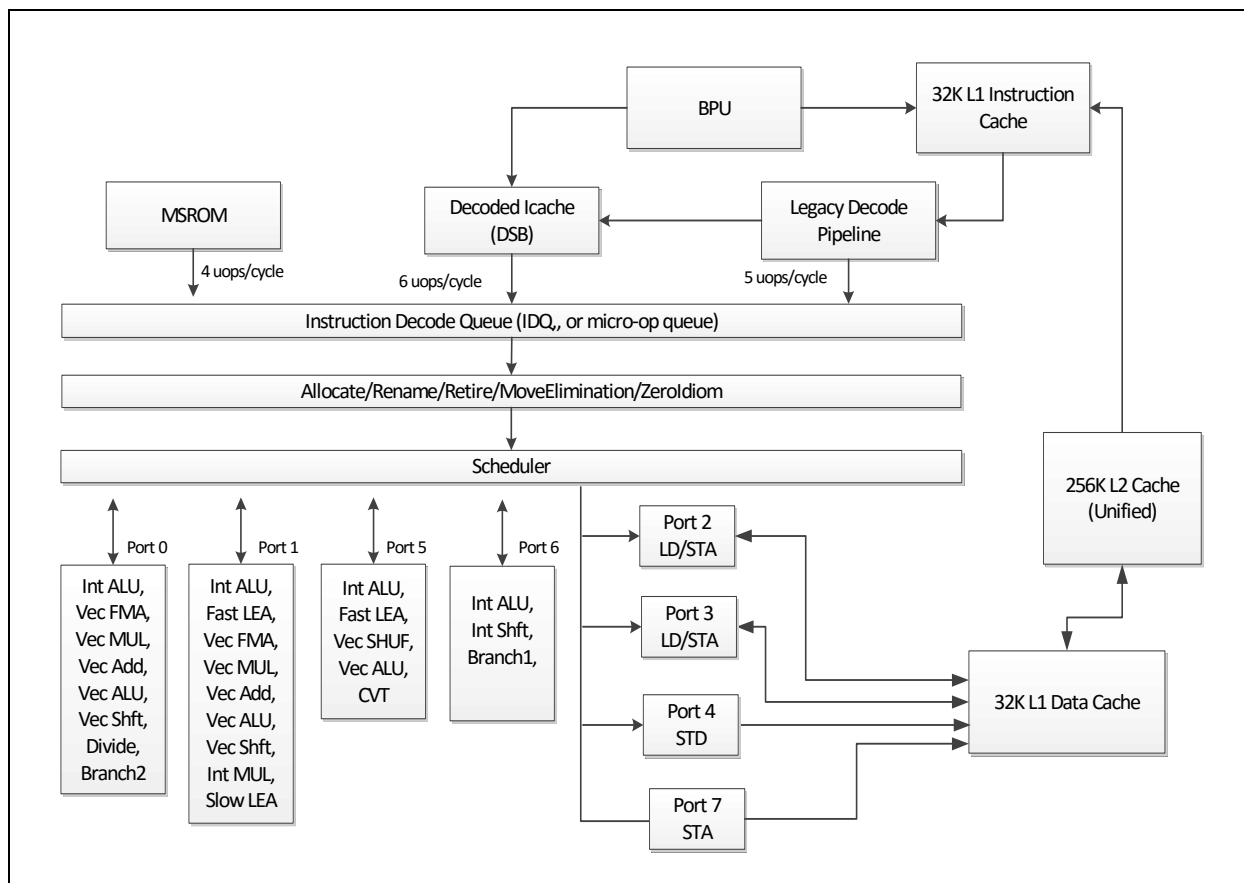 BPU
32K L1 Instruction
Cache
MSROM
Decoded Icache
(DSB)
Legacy Decode
Pipeline
4 uops/cycle
6 uops/cycle
5 uops/cycle
Instruction Decode Queue (IDQ,, or micro-op queue)
Allocate/Rename/Retire/MoveElimination/ZeroIdiom
Scheduler
256K L2 Cache
(Unified)
Port 0
Int ALU,
Vec FMA,
Vec MUL,
Vec Add,
Vec ALU,
Vec Shft,
Divide,
Branch2
Port 1
Int ALU,
Fast LEA,
Vec FMA,
Vec MUL,
Vec Add,
Vec ALU,
Vec Shft,
Int MUL,
Slow LEA
Port 5
Int ALU,
Fast LEA,
Vec SHUF,
Vec ALU,
CVT
Port 6
Int ALU,
Int Shft,
Branch1,
Port 2
LD/STA
Port 3
LD/STA
Port 4
STD
Port 7
STA
32K L1 Data Cache